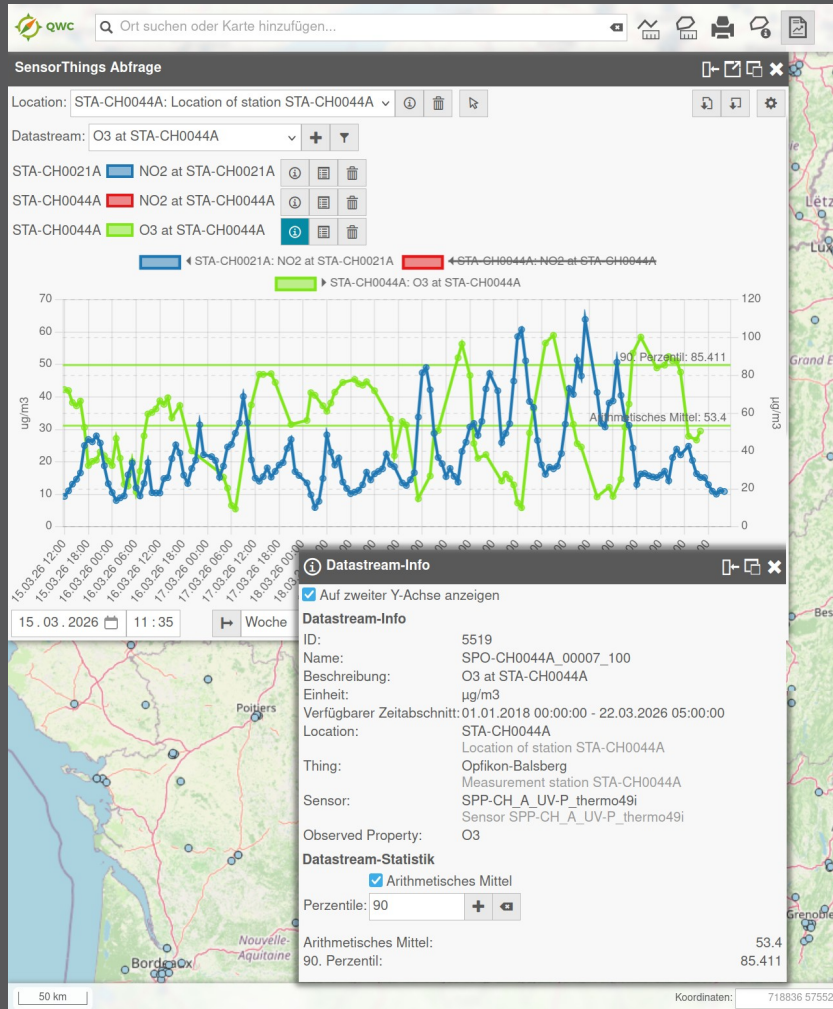 QWC Ort suchen oder Karte hinzufügen...
SensorThings Abfrage
Location: STA-CH0044A: Location of station STA-CH0044A
Datastream: O3 at STA-CH0044A
STA-CH0021A NO2 at STA-CH0021A
STA-CH0044A NO2 at STA-CH0044A
STA-CH0044A O3 at STA-CH0044A
STA-CH0021A: NO2 at STA-CH0021A STA-CH0044A: NO2 at STA-CH0044A
STA-CH0044A: O3 at STA-CH0044A
70 120
60 100
50 80
40 60
30 40
20 20
10 0
0
ug/m3
µg/m3
90. Perzentil: 85.411
Arithmetisches Mittel: 53.4
15.03.26 12:00
15.03.26 18:00
16.03.26 00:00
16.03.26 06:00
16.03.26 12:00
16.03.26 18:00
17.03.26 00:00
17.03.26 06:00
17.03.26 12:00
17.03.26 18:00
18.03.26 00:00
15.03.2026 11:35 Woche
Datastream-Info
Auf zweiter Y-Achse anzeigen
Datastream-Info
ID: 5519
Name: SPO-CH0044A_00007_100
Beschreibung: O3 at STA-CH0044A
Einheit: µg/m3
Verfügbarer Zeitabschnitt: 01.01.2018 00:00:00 - 22.03.2026 05:00:00
Location: STA-CH0044A
Location of station STA-CH0044A
Thing: Opfikon-Balsberg
Measurement station STA-CH0044A
Sensor: SPP-CH_A_UV-P_thermo49i
Sensor SPP-CH_A_UV-P_thermo49i
Observed Property: O3
Datastream-Statistik
Arithmetisches Mittel
Perzentile: 90
Arithmetisches Mittel: 53.4
90. Perzentil: 85.411
Poitiers
Nouvelle-
Aquitaine
Bordeaux
Grenoble
Grand E
Bes
Lëtz
Lux
50 km
Koordinaten: 718836 57552